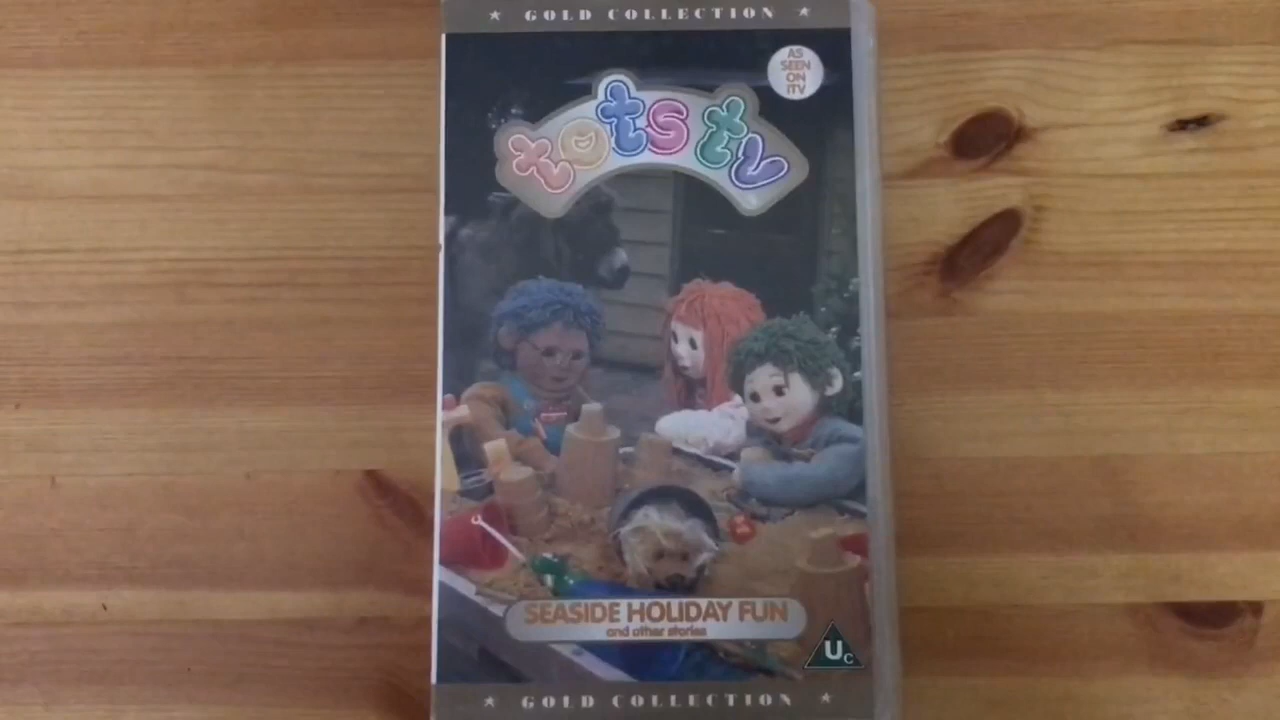 ★ GOLD COLLECTION ★
AS
SEEN
ON
ITV
tots tv
SEASIDE HOLIDAY FUN
and other stories
Uc
★ GOLD COLLECTION ★